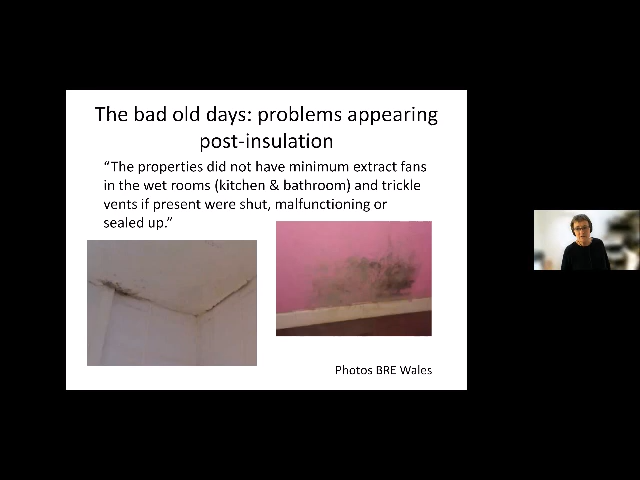 The bad old days: problems appearing
post-insulation
“The properties did not have minimum extract fans
in the wet rooms (kitchen & bathroom) and trickle
vents if present were shut, malfunctioning or
sealed up.”
Photos BRE Wales